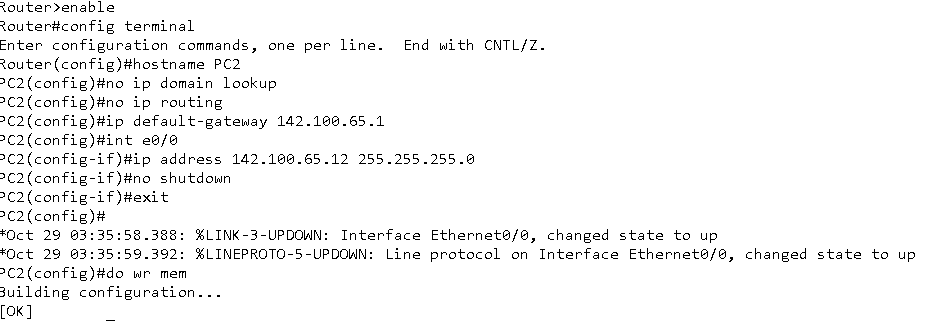 Router>enable
Router#config terminal
Enter configuration commands, one per line.  End with CNTL/Z.
Router(config)#hostname PC2
PC2(config)#no ip domain lookup
PC2(config)#no ip routing
PC2(config)#ip default-gateway 142.100.65.1
PC2(config)#int e0/0
PC2(config-if)#ip address 142.100.65.12 255.255.255.0
PC2(config-if)#no shutdown
PC2(config-if)#exit
PC2(config)#
*Oct 29 03:35:58.388: %LINK-3-UPDOWN: Interface Ethernet0/0, changed state to up
*Oct 29 03:35:59.392: %LINEPROTO-5-UPDOWN: Line protocol on Interface Ethernet0/0, changed state to up
PC2(config)#do wr mem
Building configuration...
[OK]